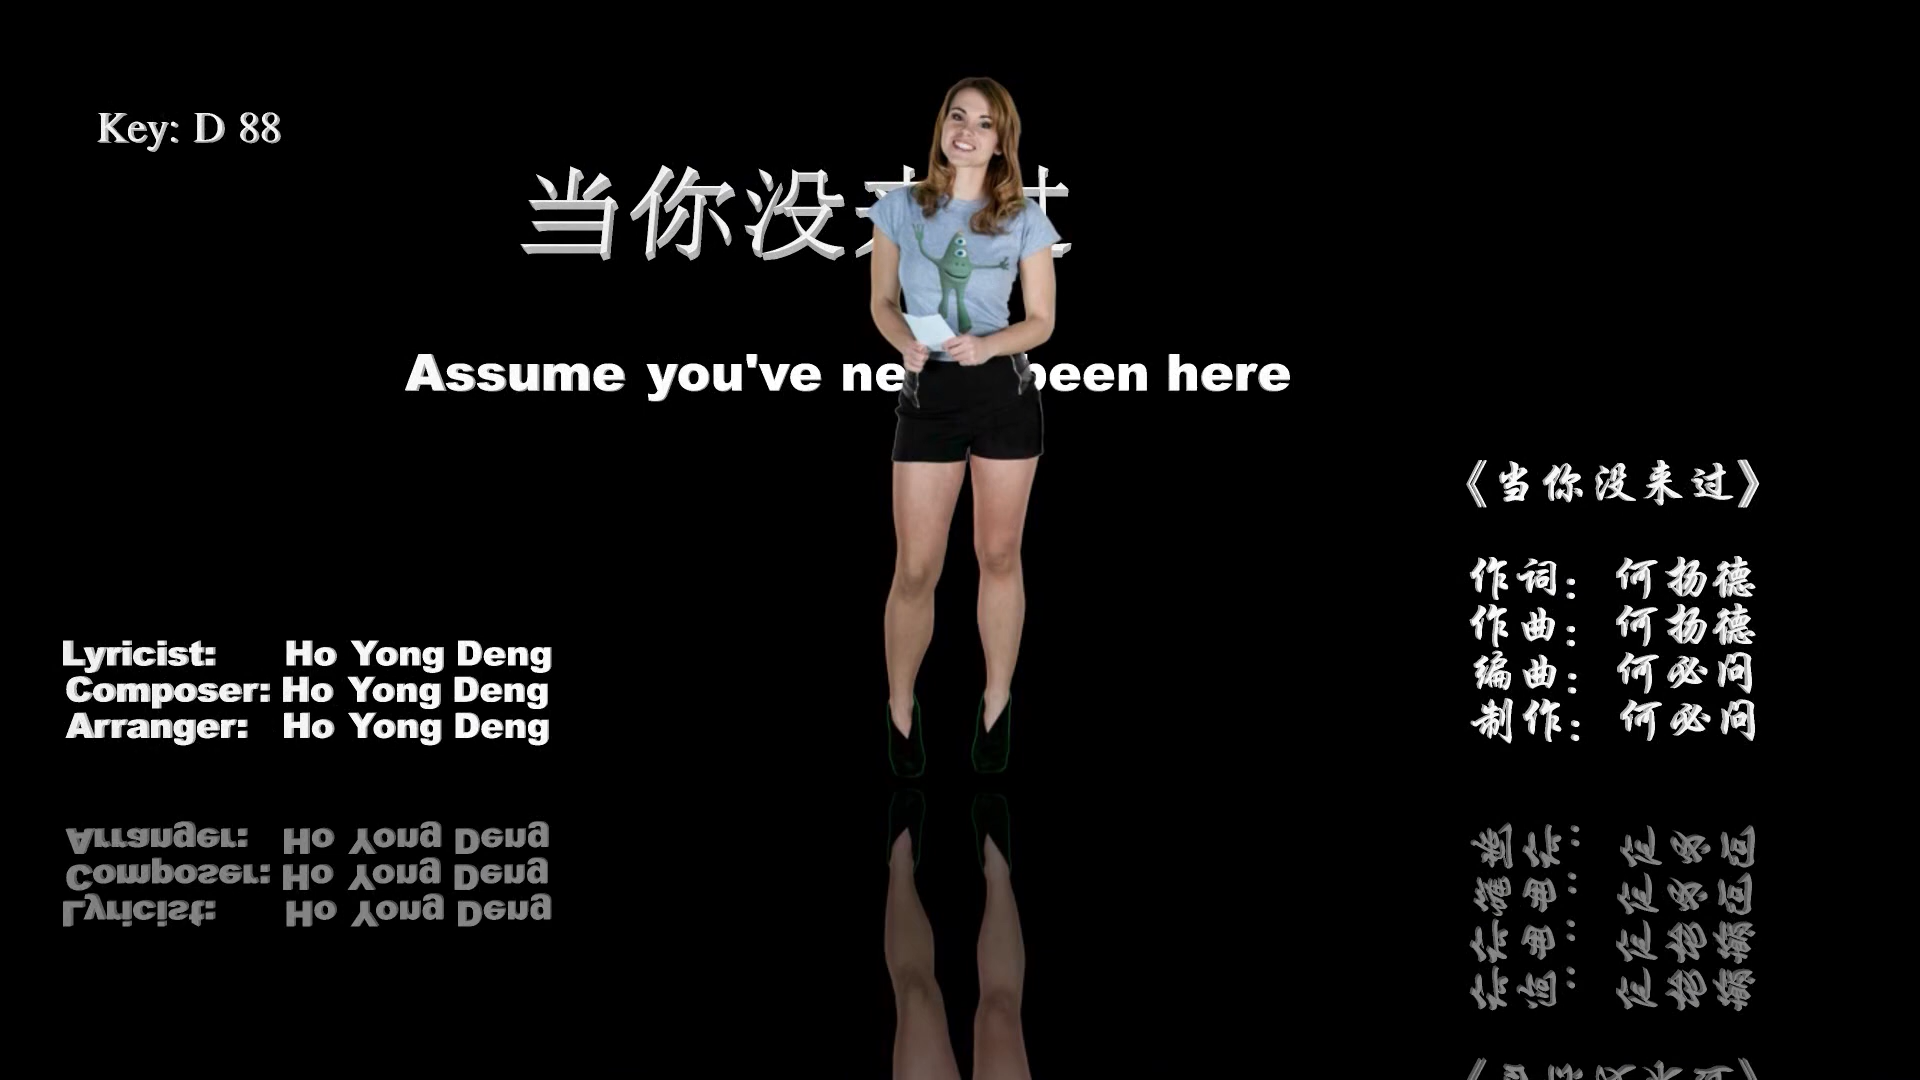 Key: D 88
当你没来过
Assume you've ne been here
《当你没来过》
作词： 何扬德
作曲： 何扬德
编曲： 何必问
制作： 何必问
Lyricist: Ho Yong Deng
Composer: Ho Yong Deng
Arranger: Ho Yong Deng